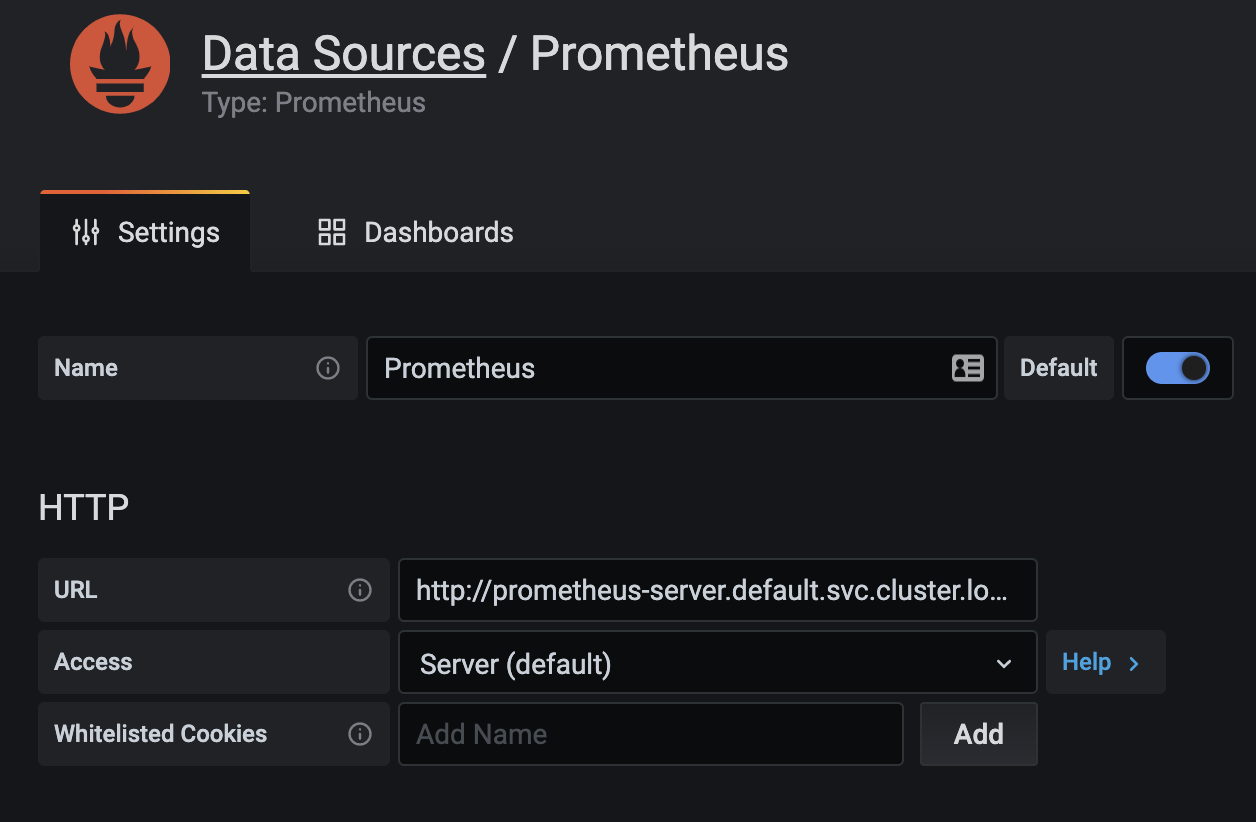 Data Sources / Prometheus
Type: Prometheus
Settings
Dashboards
Name
Prometheus
Default
HTTP
URL
http://prometheus-server.default.svc.cluster.lo...
Access
Server (default)
Help
Whitelisted Cookies
Add Name
Add